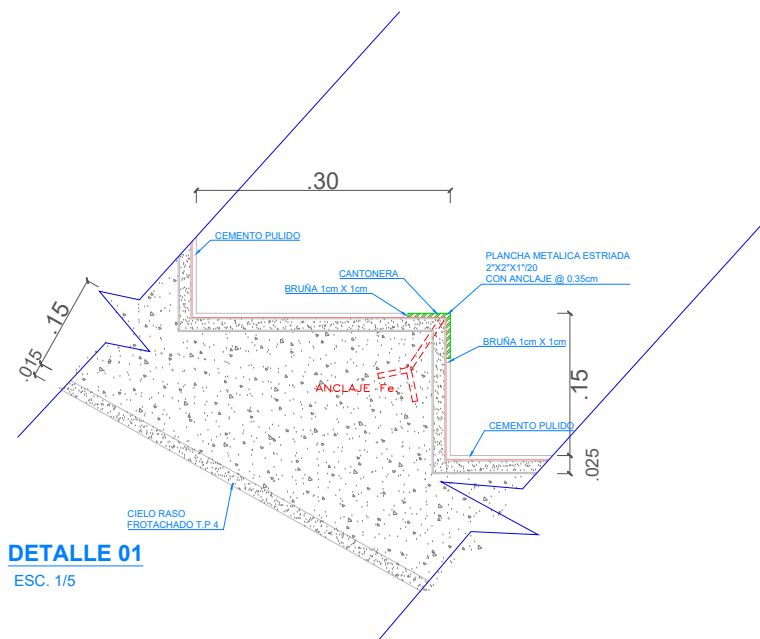 .30
CEMENTO PULIDO
PLANCHA METALICA ESTRIADA
2"X2"X1"/20
CON ANCLAJE @ 0.35cm
CANTONERA
BRUÑA 1cm X 1cm
.15
.015
BRUÑA 1cm X 1cm
.15
ANCLAJE Fe.
CEMENTO PULIDO
.025
CIELO RASO
FROTACHADO T.P 4
DETALLE 01
ESC. 1/5